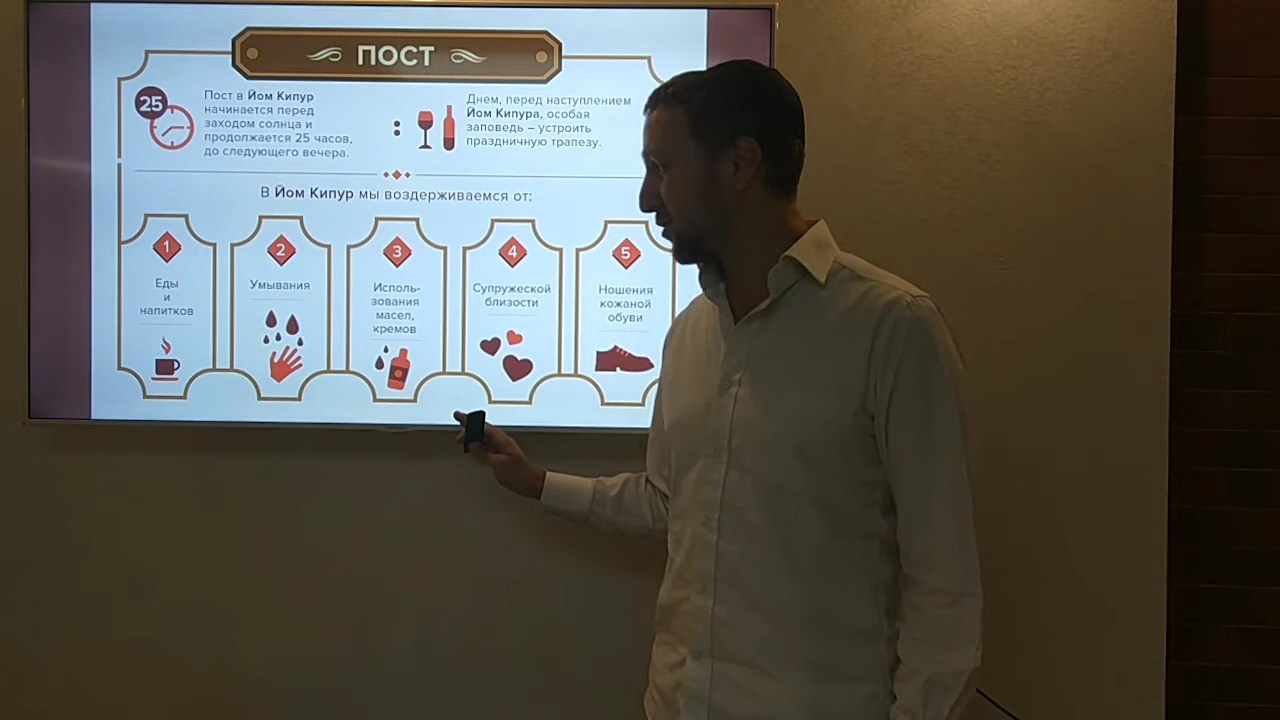 ПОСТ
25
Пост в Йом Кипур
начинается перед
заходом солнца и
продолжается 25 часов,
до следующего вечера.
Днем, перед наступлением
Йом Кипура, особая
заповедь – устроить
праздничную трапезу.
В Йом Кипур мы воздерживаемся от:
1
Еды
и
напитков
2
Умывания
3
Исполь-
зования
масел,
кремов
4
Супружеской
близости
5
Ношения
кожаной
обуви